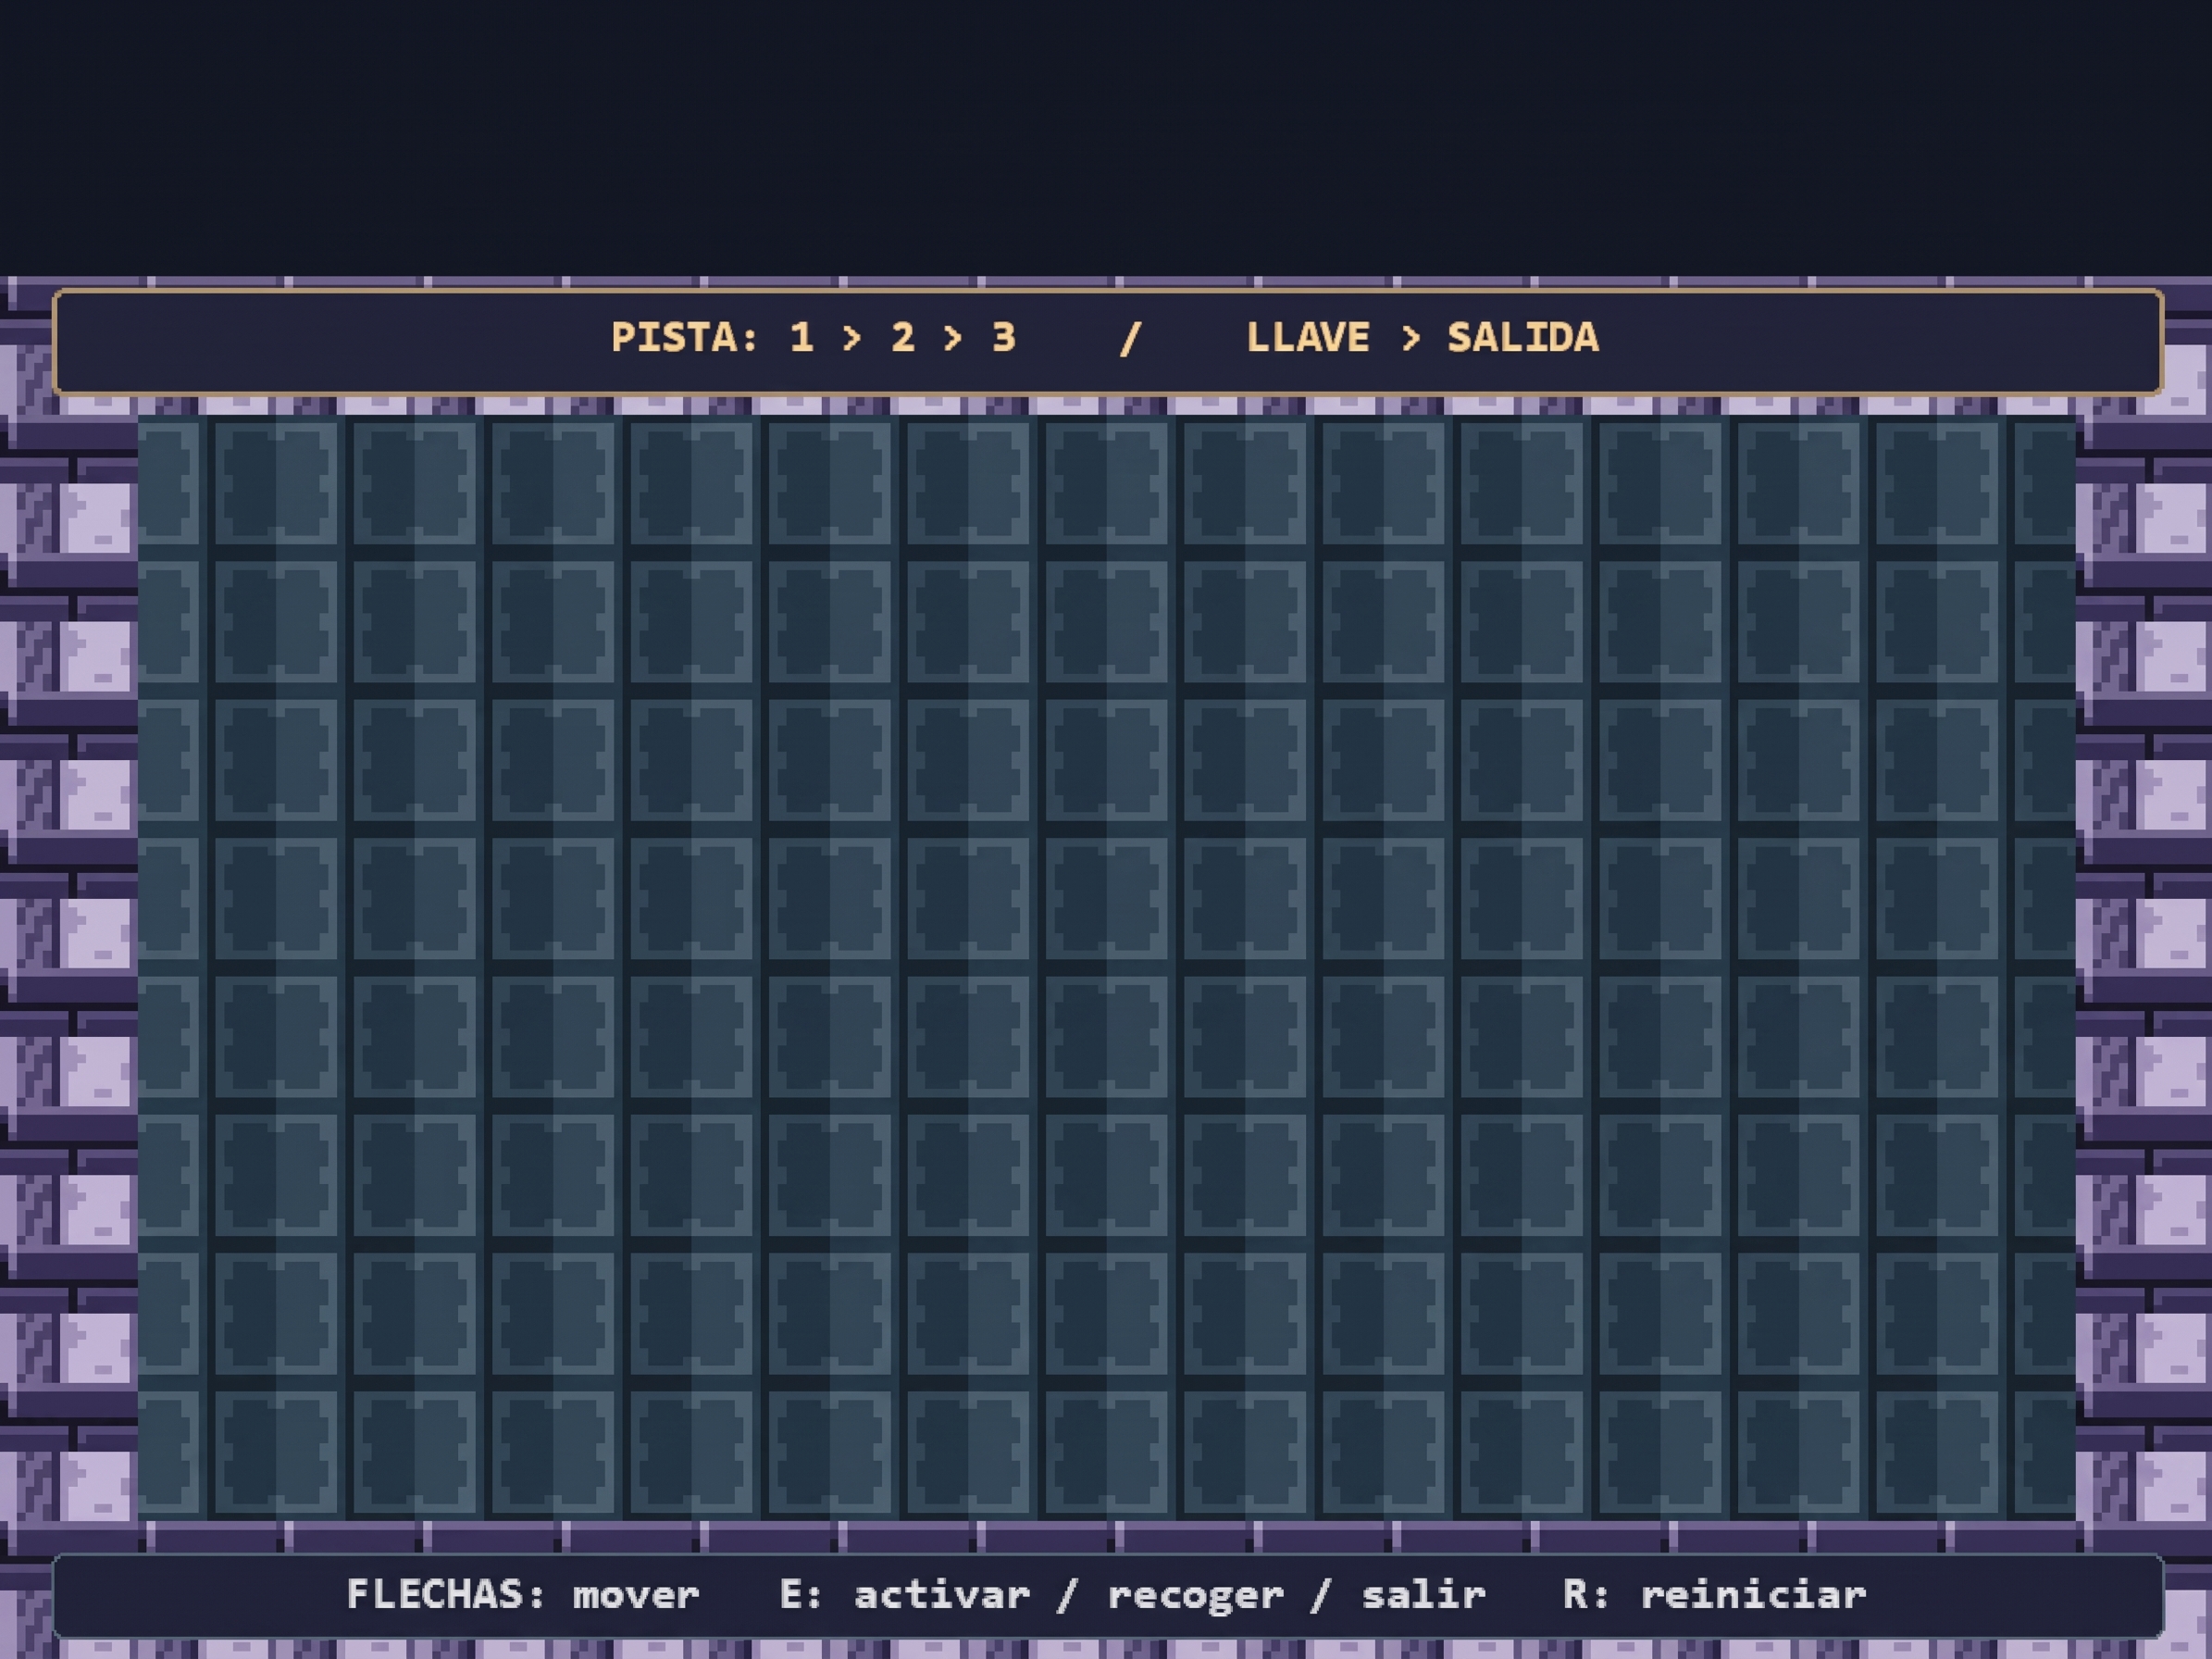 PISTA: 1 > 2 > 3 / LLAVE > SALIDA
FLECHAS: mover E: activar / recoger / salir R: reiniciar